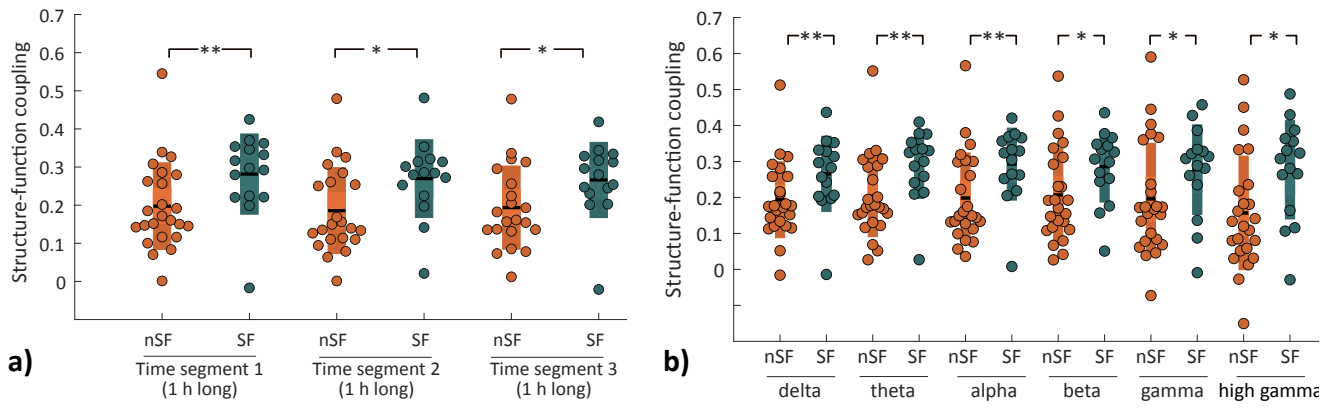 Structure-function coupling
0.7
0.6
0.5
0.4
0.3
0.2
0.1
0
** * *
nSF SF nSF SF nSF SF
Time segment 1 Time segment 2 Time segment 3
(1 h long) (1 h long) (1 h long)
a)
Structure-function coupling
0.7
0.6
0.5
0.4
0.3
0.2
0.1
0
** ** ** * * *
nSF SF nSF SF nSF SF nSF SF nSF SF nSF SF
delta theta alpha beta gamma high gamma
b)